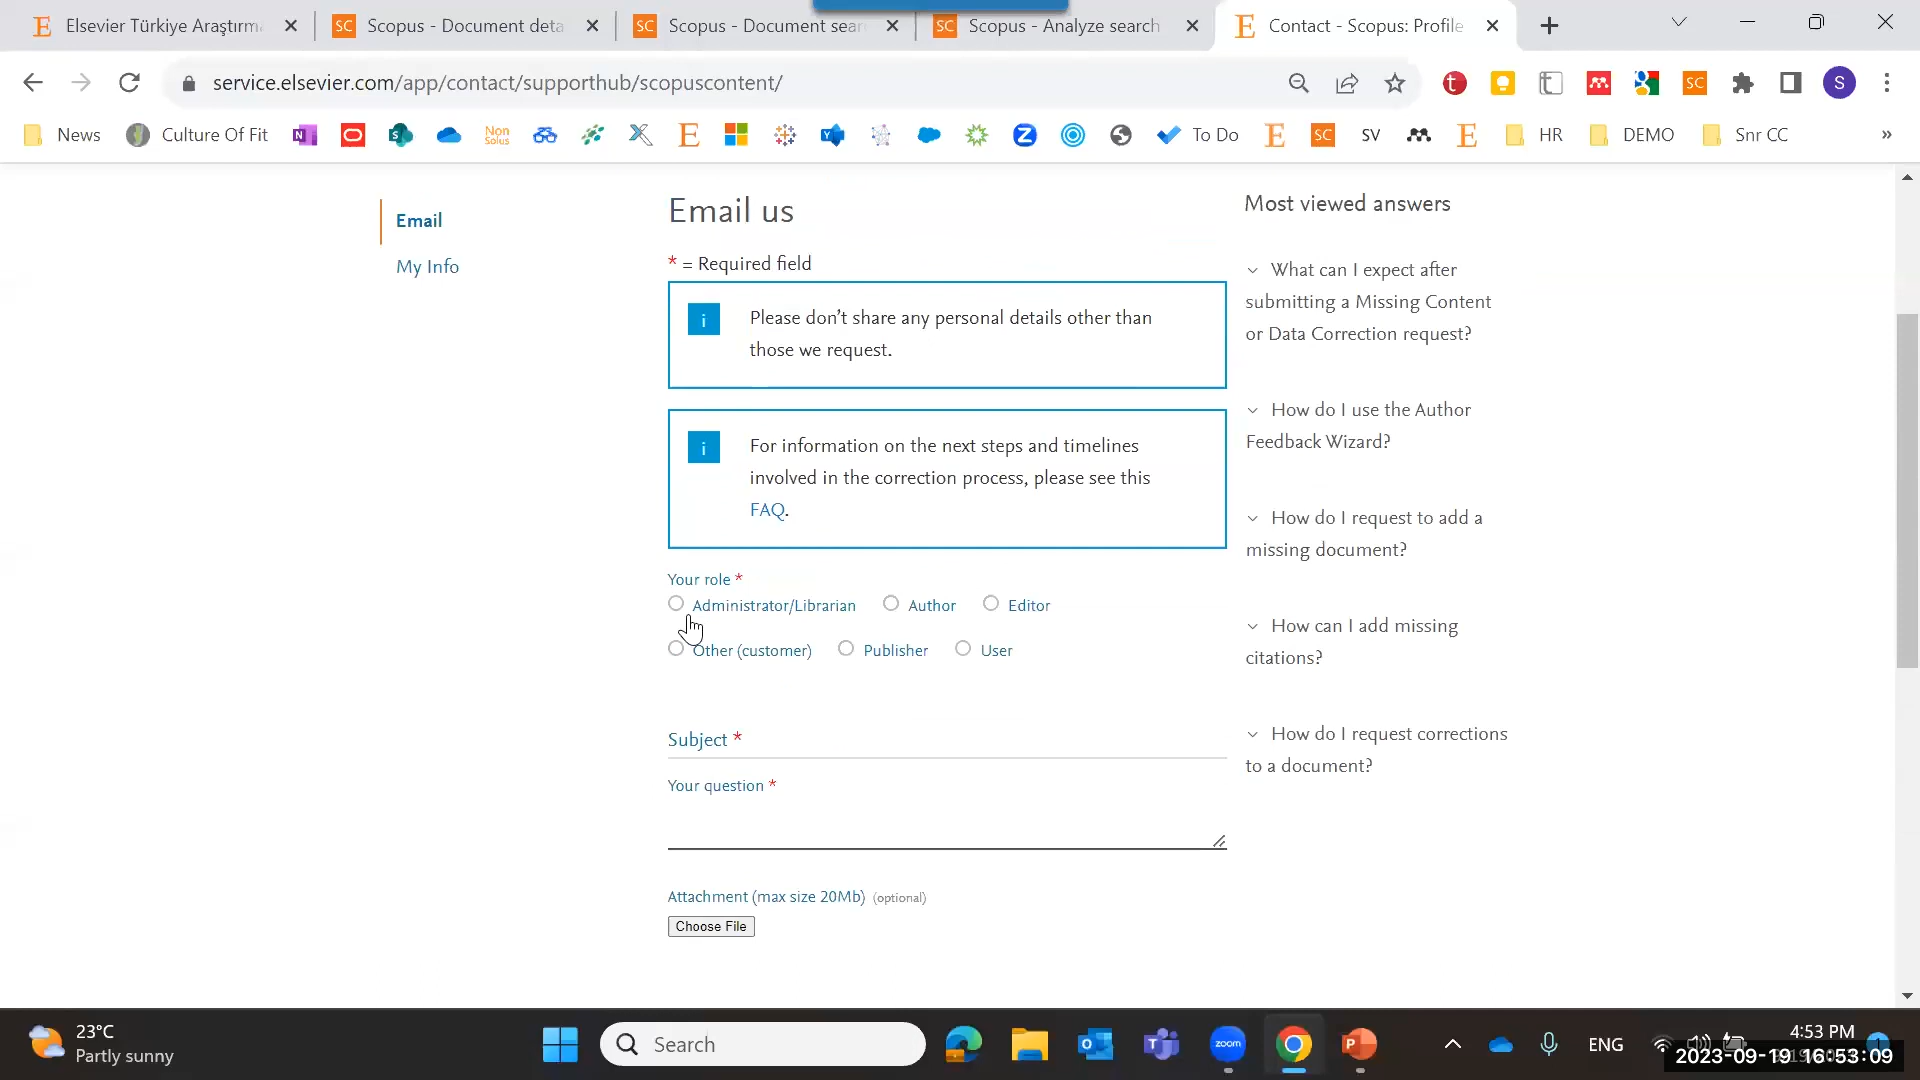 Elsevier Türkiye Araştırma
Scopus - Document deta
Scopus - Document sear
Scopus - Analyze search
Contact - Scopus: Profile
service.elsevier.com/app/contact/supporthub/scopuscontent/
News
Culture Of Fit
Non
Solus
To Do
SC
SV
HR
DEMO
Snr CC
Email
My Info
Email us
* = Required field
Please don’t share any personal details other than
those we request.
For information on the next steps and timelines
involved in the correction process, please see this
FAQ.
Your role *
Administrator/Librarian
Author
Editor
Other (customer)
Publisher
User
Subject *
Your question *
Attachment (max size 20Mb) (optional)
Choose File
Most viewed answers
What can I expect after
submitting a Missing Content
or Data Correction request?
How do I use the Author
Feedback Wizard?
How do I request to add a
missing document?
How can I add missing
citations?
How do I request corrections
to a document?
23°C
Partly sunny
Search
zoom
ENG
4:53 PM
2023-09-19 16:53:09